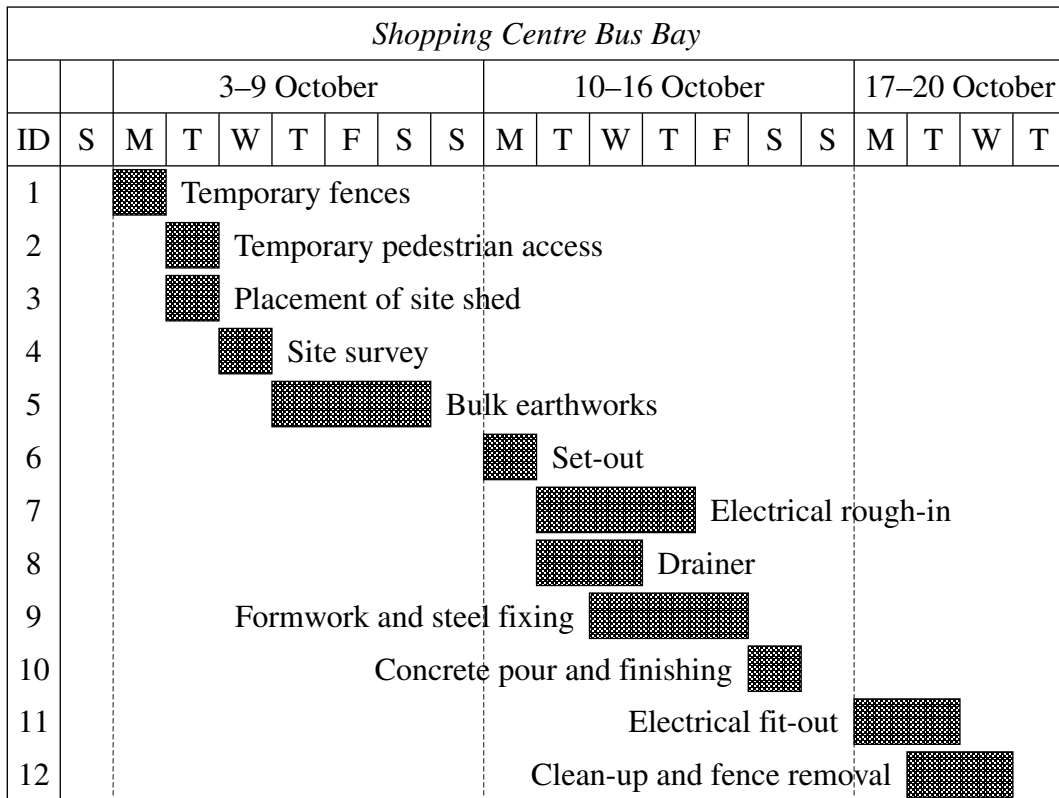 Shopping Centre Bus Bay
3–9 October 10–16 October 17–20 October
ID S M T W T F S S M T W T F S S M T W T
1 Temporary fences
2 Temporary pedestrian access
3 Placement of site shed
4 Site survey
5 Bulk earthworks
6 Set-out
7 Electrical rough-in
8 Drainer
9 Formwork and steel fixing
10 Concrete pour and finishing
11 Electrical fit-out
12 Clean-up and fence removal